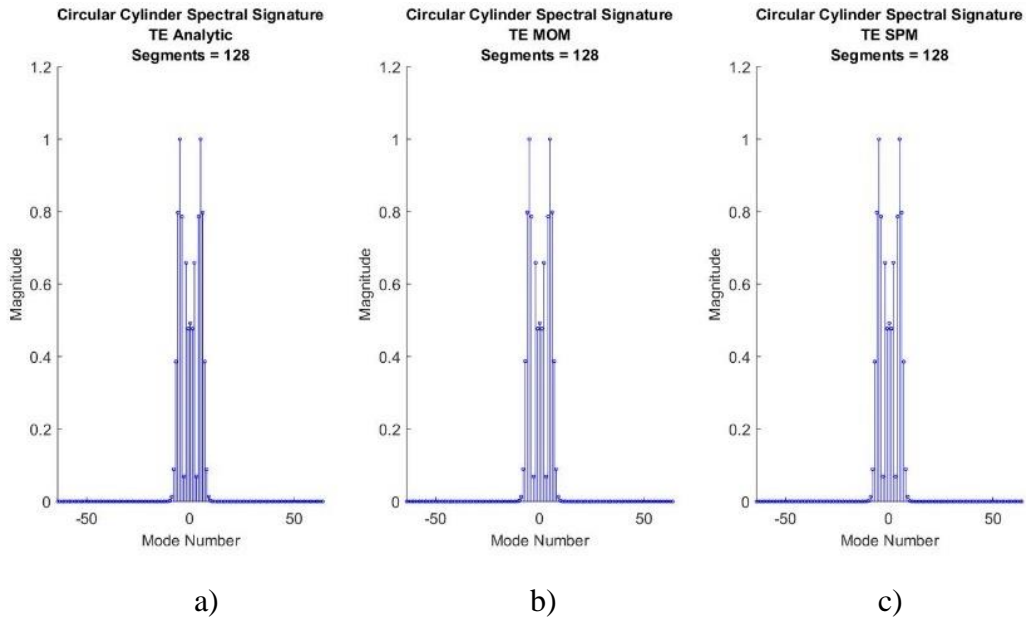 Circular Cylinder Spectral Signature
TE Analytic
Segments = 128
1.2
1
0.8
0.6
0.4
0.2
0
Magnitude
-50
0
50
Mode Number
a)
Circular Cylinder Spectral Signature
TE MOM
Segments = 128
1.2
1
0.8
0.6
0.4
0.2
0
Magnitude
-50
0
50
Mode Number
b)
Circular Cylinder Spectral Signature
TE SPM
Segments = 128
1.2
1
0.8
0.6
0.4
0.2
0
Magnitude
-50
0
50
Mode Number
c)